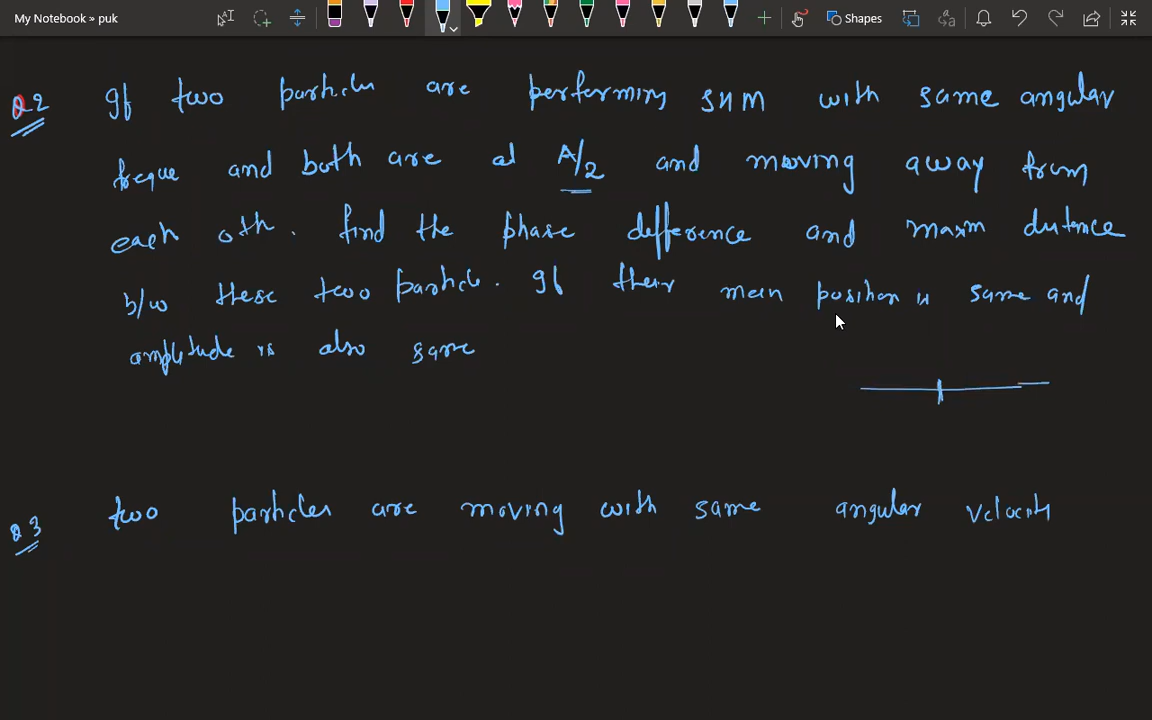 My Notebook » puk
Shapes
Q2 If two particles are performing SHM with same angular
freque and both are at A/2 and moving away from
each oth. find the phase difference and maxim distence
b/w these two particle. If their mean position is same and
amplitude is also same
Q3 two particles are moving with same angular velocity